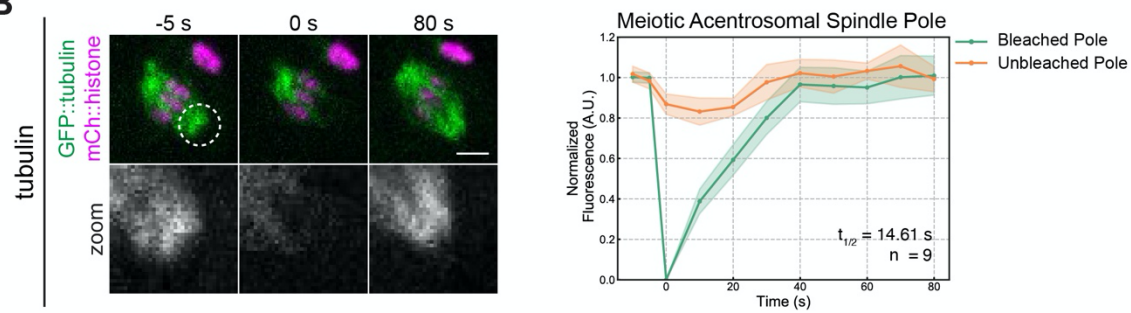 B
-5 s 0 s 80 s
tubulin
GFP::tubulin
mCh::histone
zoom
Meiotic Acentrosomal Spindle Pole
Normalized
Fluorescence (A.U.)
1.2
1.0
0.8
0.6
0.4
0.2
0.0
t1/2 = 14.61 s
n = 9
0 20 40 60 80
Time (s)
Bleached Pole
Unbleached Pole